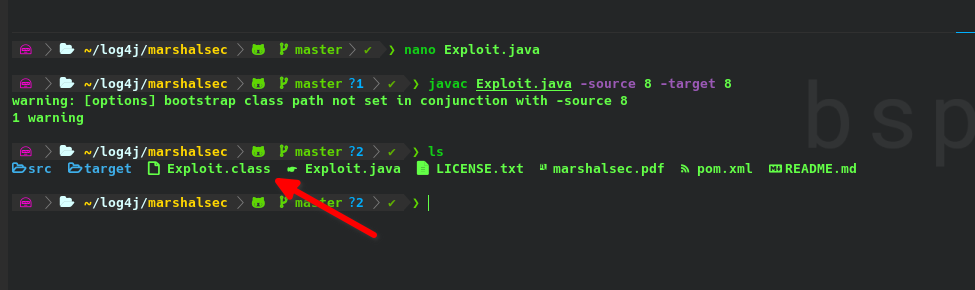 ~/log4j/marshalsec master ✔ ❯ nano Exploit.java
~/log4j/marshalsec master ?1 ✔ ❯ javac Exploit.java -source 8 -target 8
warning: [options] bootstrap class path not set in conjunction with -source 8
1 warning
~/log4j/marshalsec master ?2 ✔ ❯ ls
src target Exploit.class Exploit.java LICENSE.txt marshalsec.pdf pom.xml README.md
~/log4j/marshalsec master ?2 ✔ ❯
bsp